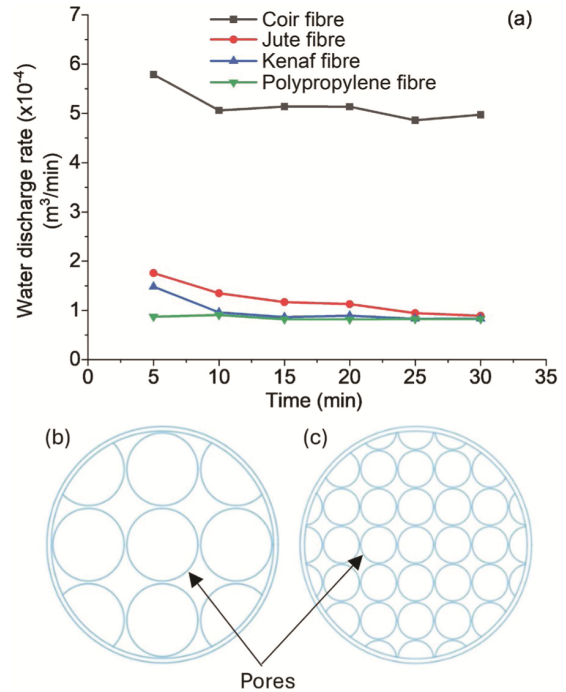 (a)
Coir fibre
Jute fibre
Kenaf fibre
Polypropylene fibre
Water discharge rate (x10⁻⁴)
(m³/min)
7
6
5
4
3
2
1
0
0 5 10 15 20 25 30 35
Time (min)
(b) (c)
Pores